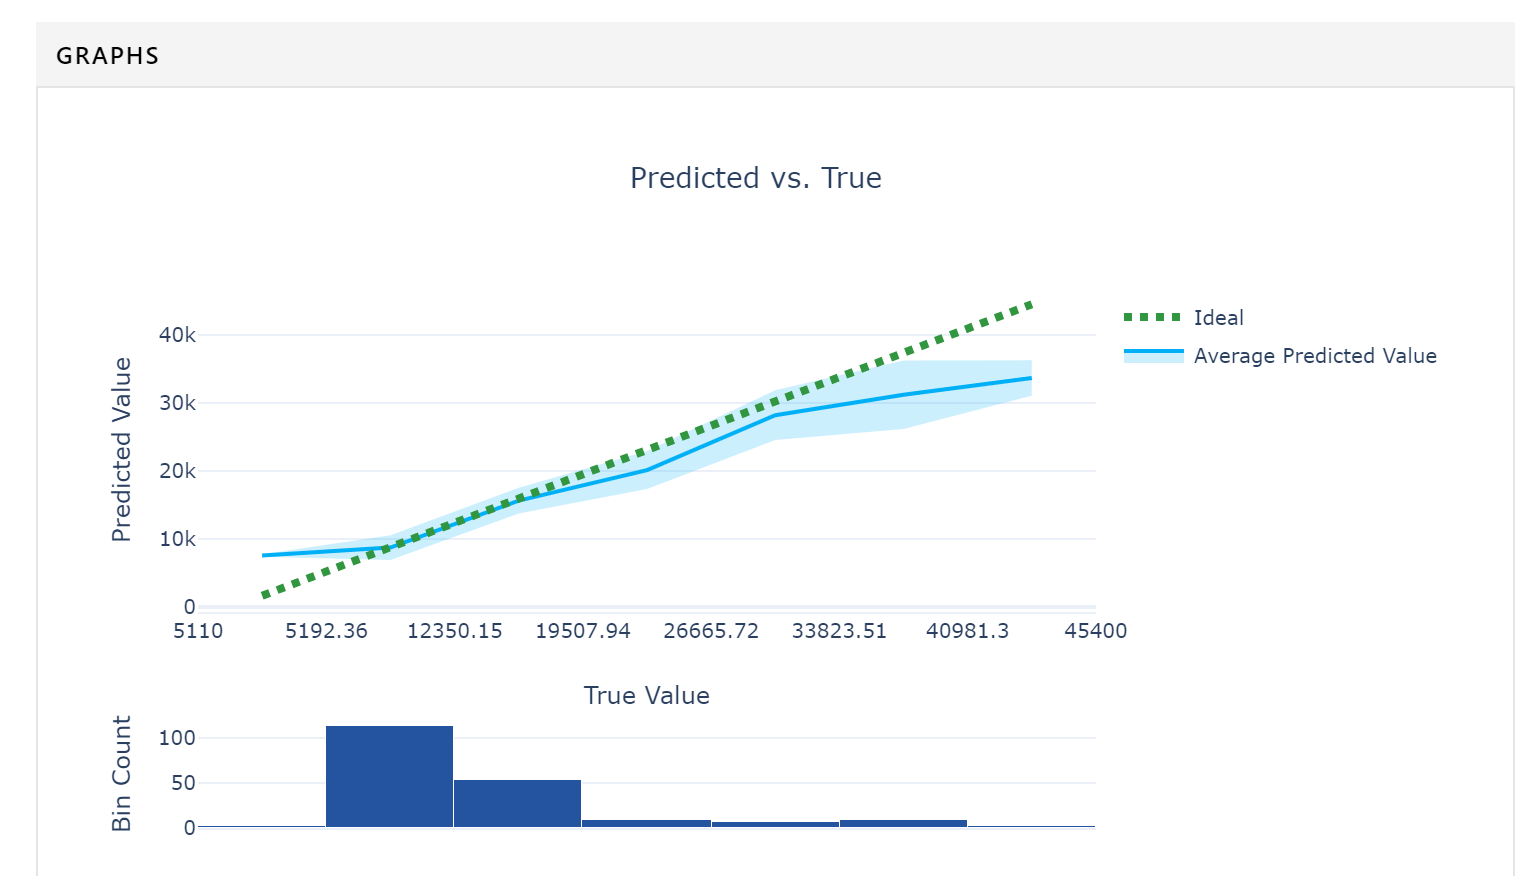 GRAPHS
Predicted vs. True
Ideal
Average Predicted Value
Predicted Value
40k
30k
20k
10k
0
5110 5192.36 12350.15 19507.94 26665.72 33823.51 40981.3 45400
True Value
Bin Count
100
50
0